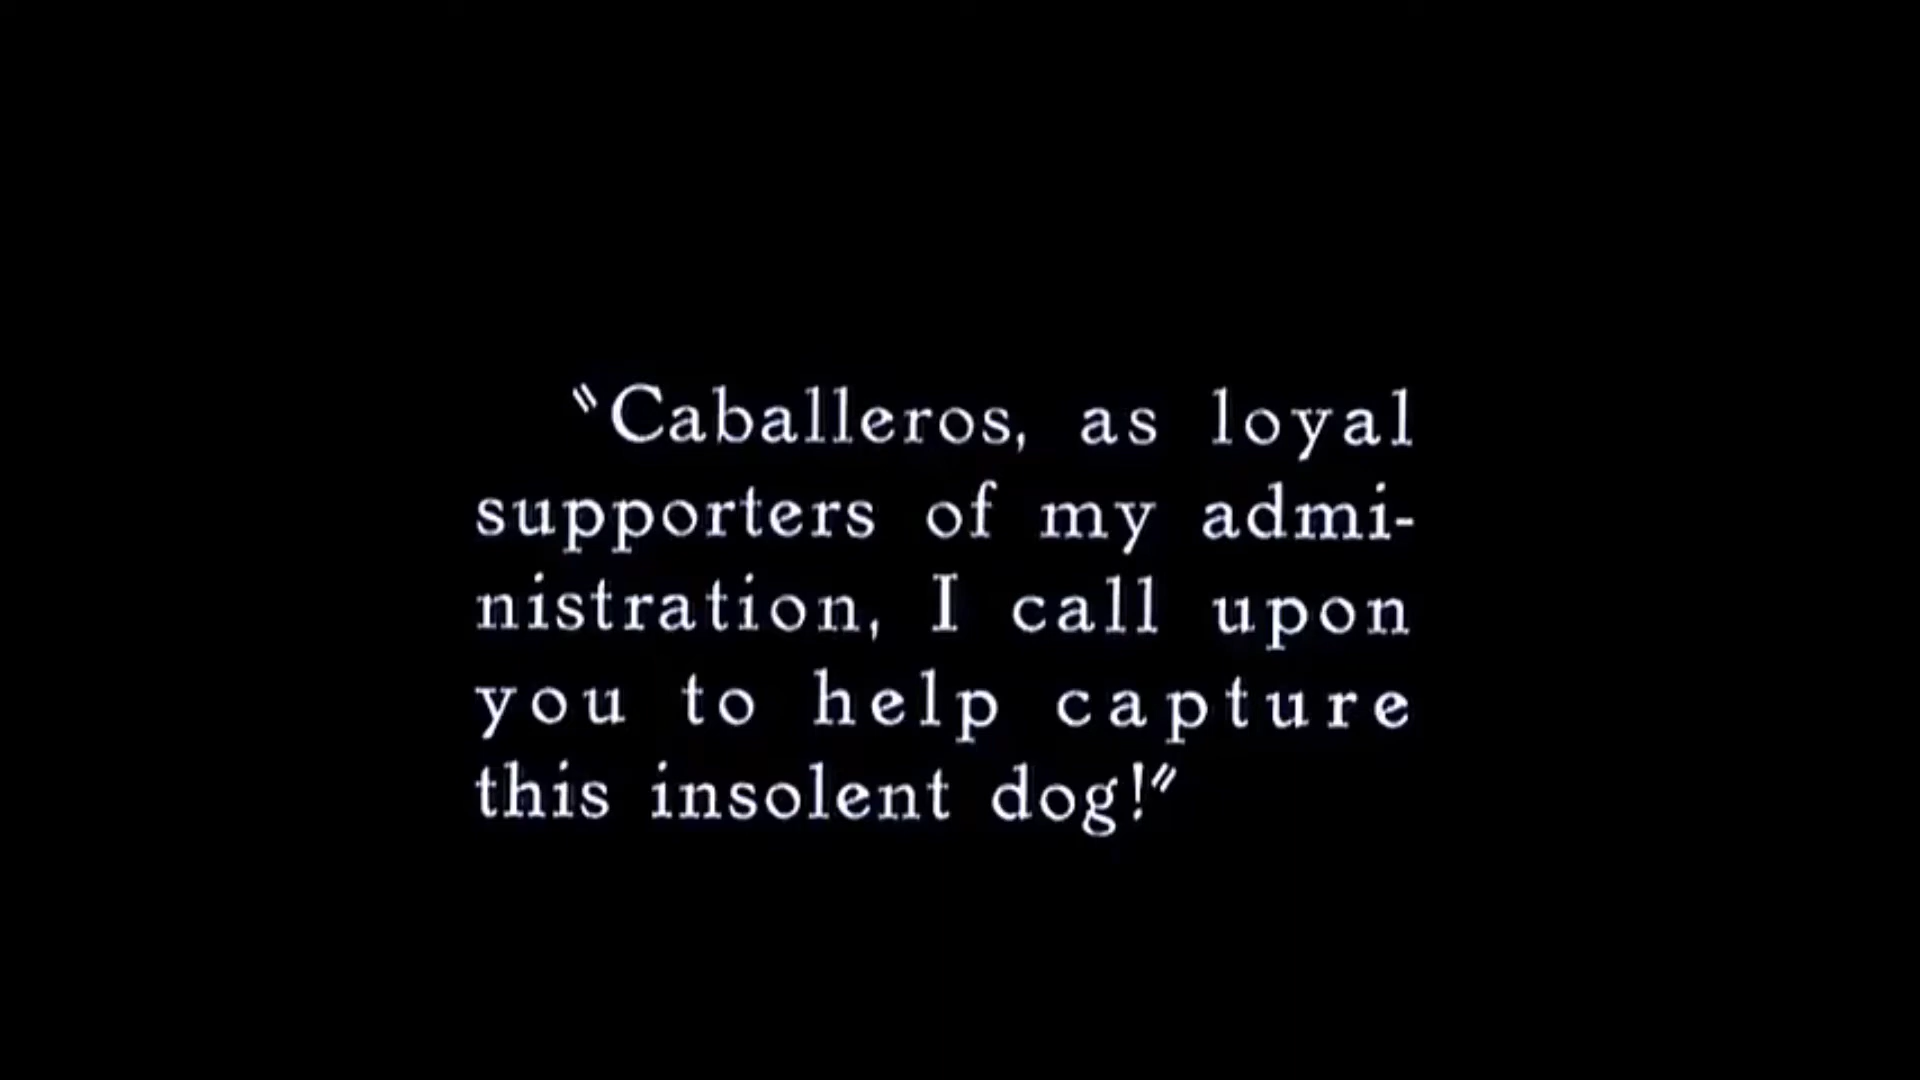 "Caballeros, as loyal
supporters of my admi-
nistration, I call upon
you to help capture
this insolent dog!"